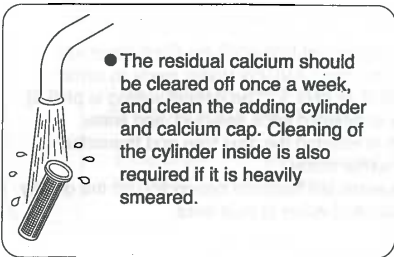 ●The residual calcium should
be cleared off once a week,
and clean the adding cylinder
and calcium cap. Cleaning of
the cylinder inside is also
required if it is heavily
smeared.